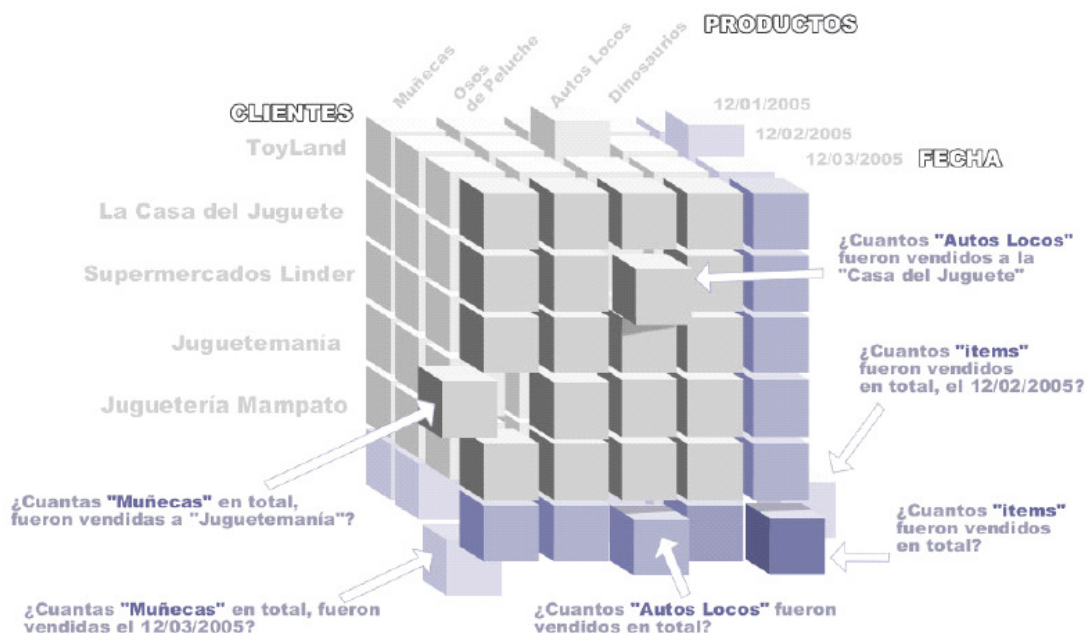 PRODUCTOS
Muñecas
Osos
de Peluche
Autos Locos
Dinosaurios
CLIENTES
12/01/2005
12/02/2005
12/03/2005
FECHA
ToyLand
La Casa del Juguete
Supermercados Linder
Juguetemanía
Juguetería Mampato
¿Cuantos "Autos Locos"
fueron vendidos a la
"Casa del Juguete"
¿Cuantos "items"
fueron vendidos
en total, el 12/02/2005?
¿Cuantas "Muñecas" en total,
fueron vendidas a "Juguetemanía"?
¿Cuantos "items"
fueron vendidos
en total?
¿Cuantas "Muñecas" en total, fueron
vendidas el 12/03/2005?
¿Cuantos "Autos Locos" fueron
vendidos en total?